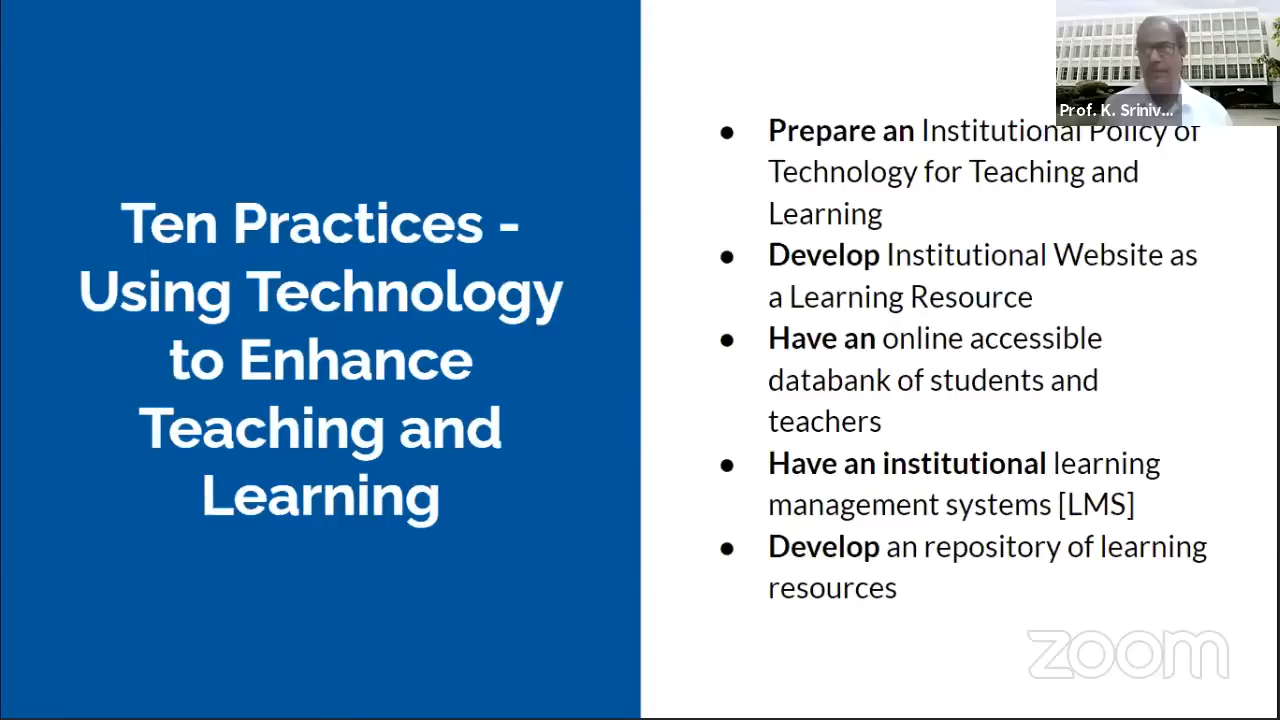 Ten Practices -
Using Technology
to Enhance
Teaching and
Learning
Prof. K. Sriniv...
● Prepare an Institutional Policy of
Technology for Teaching and
Learning
● Develop Institutional Website as
a Learning Resource
● Have an online accessible
databank of students and
teachers
● Have an institutional learning
management systems [LMS]
● Develop an repository of learning
resources
zoom